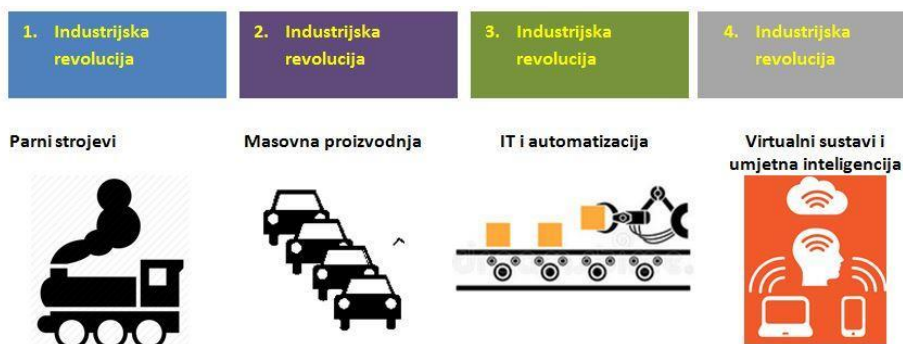 1. Industrijska
revolucija
2. Industrijska
revolucija
3. Industrijska
revolucija
4. Industrijska
revolucija
Parni strojevi
Masovna proizvodnja
IT i automatizacija
Virtualni sustavi i
umjetna inteligencija